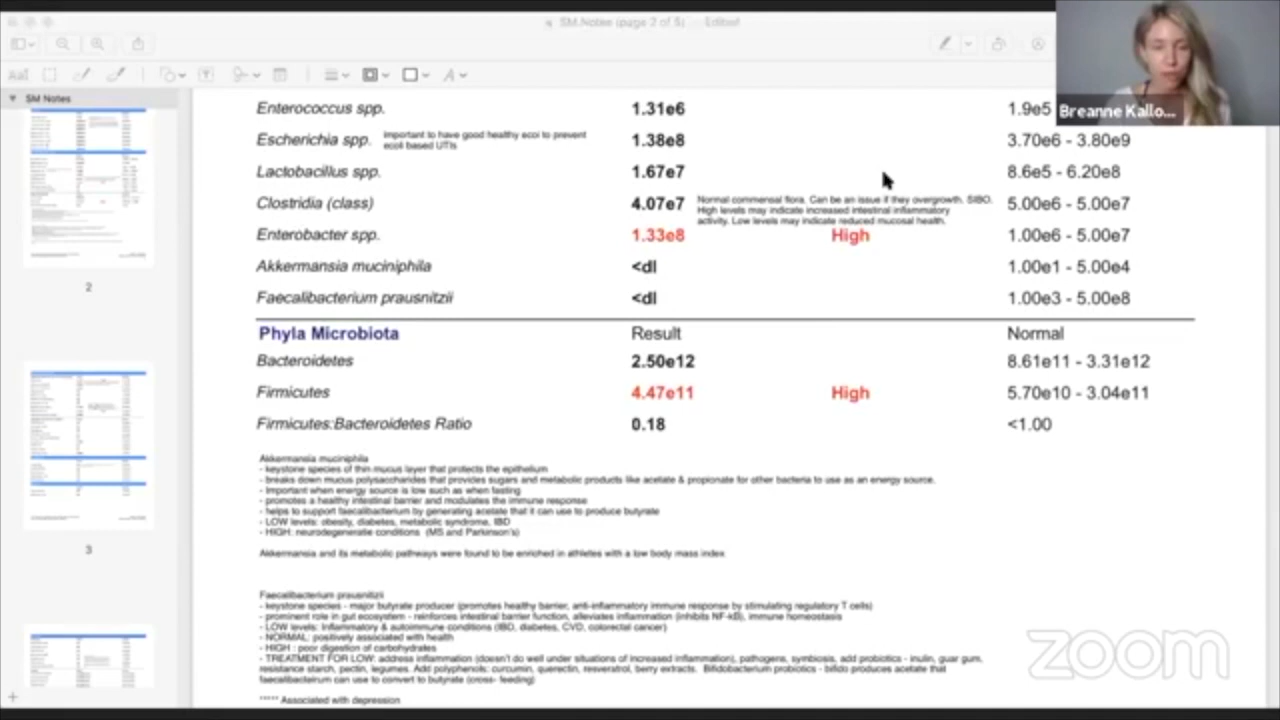 SM Notes (page 2 of 5) — Edited
SM Notes
2
3
Breanne Kallo...
Enterococcus spp. 1.31e6 1.9e5
Escherichia spp. Important to have good healthy ecoi to prevent 1.38e8 3.70e6 - 3.80e9
ecoli based UTIs
Lactobacillus spp. 1.67e7 8.6e5 - 6.20e8
Clostridia (class) 4.07e7 Normal commensal flora. Can be an issue if they overgrowth. SIBO. 5.00e6 - 5.00e7
High levels may indicate increased intestinal inflammatory
activity. Low levels may indicate reduced mucosal health.
Enterobacter spp. 1.33e8 High 1.00e6 - 5.00e7
Akkermansia muciniphila <dl 1.00e1 - 5.00e4
Faecalibacterium prausnitzii <dl 1.00e3 - 5.00e8
Phyla Microbiota Result Normal
Bacteroidetes 2.50e12 8.61e11 - 3.31e12
Firmicutes 4.47e11 High 5.70e10 - 3.04e11
Firmicutes:Bacteroidetes Ratio 0.18 <1.00
Akkermansia muciniphila
- keystone species of thin mucus layer that protects the epithelium
- breaks down mucus polysaccharides that provides sugars and metabolic products like acetate & propionate for other bacteria to use as an energy source.
- Important when energy source is low such as when fasting
- promotes a healthy intestinal barrier and modulates the immune response
- helps to support faecalibacterium by generating acetate that it can use to produce butyrate
- LOW levels: obesity, diabetes, metabolic syndrome, IBD
- HIGH: neurodegeneratie conditions (MS and Parkinson's)
Akkermansia and its metabolic pathways were found to be enriched in athletes with a low body mass index
Faecalibacterium prausnitzii
- keystone species - major butyrate producer (promotes healthy barrier, anti-inflammatory immune response by stimulating regulatory T cells)
- prominent role in gut ecosystem - reinforces intestinal barrier function, alleviates inflammation (inhibits NF-kB), immune homeostasis
- LOW levels: Inflammatory & autoimmune conditions (IBD, diabetes, CVD, colorectal cancer)
- NORMAL: positively associated with health
- HIGH : poor digestion of carbohydrates
- TREATMENT FOR LOW: address inflammation (doesn't do well under situations of increased inflammation), pathogens, symbiosis, add probiotics - inulin, guar gum,
resistance starch, pectin, legumes. Add polyphenols: curcumin, querectin, resveratrol, berry extracts. Bifidobacterium probiotics - bifido produces acetate that
faecalibacteirum can use to convert to butyrate (cross- feeding)
***** Associated with depression
zoom